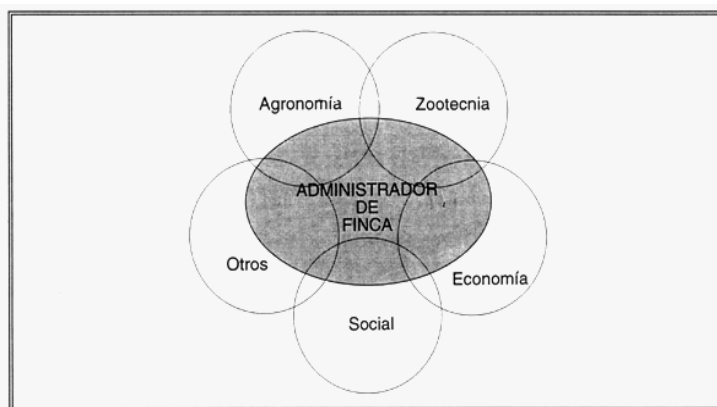 Agronomía
Zootecnia
ADMINISTRADOR
DE
FINCA
Otros
Economía
Social